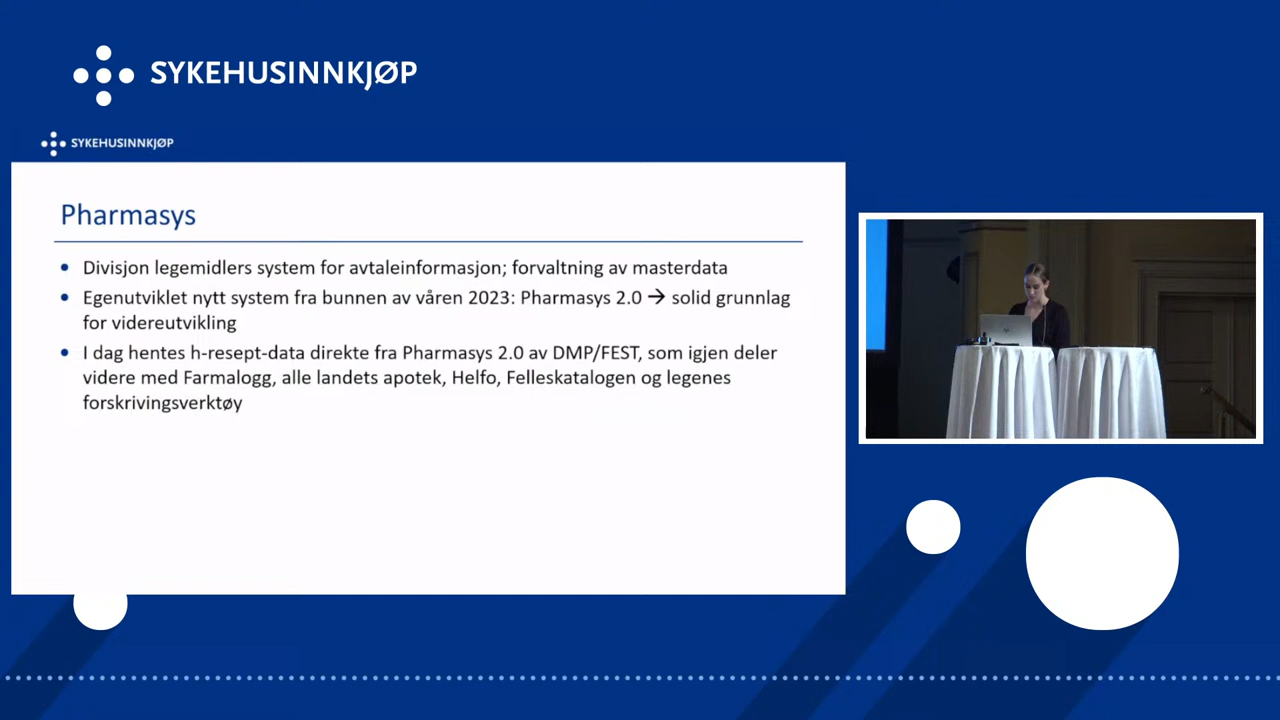 SYKEHUSINNKJØP
SYKEHUSINNKJØP
Pharmasys
• Divisjon legemidlers system for avtaleinformasjon; forvaltning av masterdata
• Egenutviklet nytt system fra bunnen av våren 2023: Pharmasys 2.0 → solid grunnlag
for videreutvikling
• I dag hentes h-resept-data direkte fra Pharmasys 2.0 av DMP/FEST, som igjen deler
videre med Farmalogg, alle landets apotek, Helfo, Felleskatalogen og legenes
forskrivingsverktøy